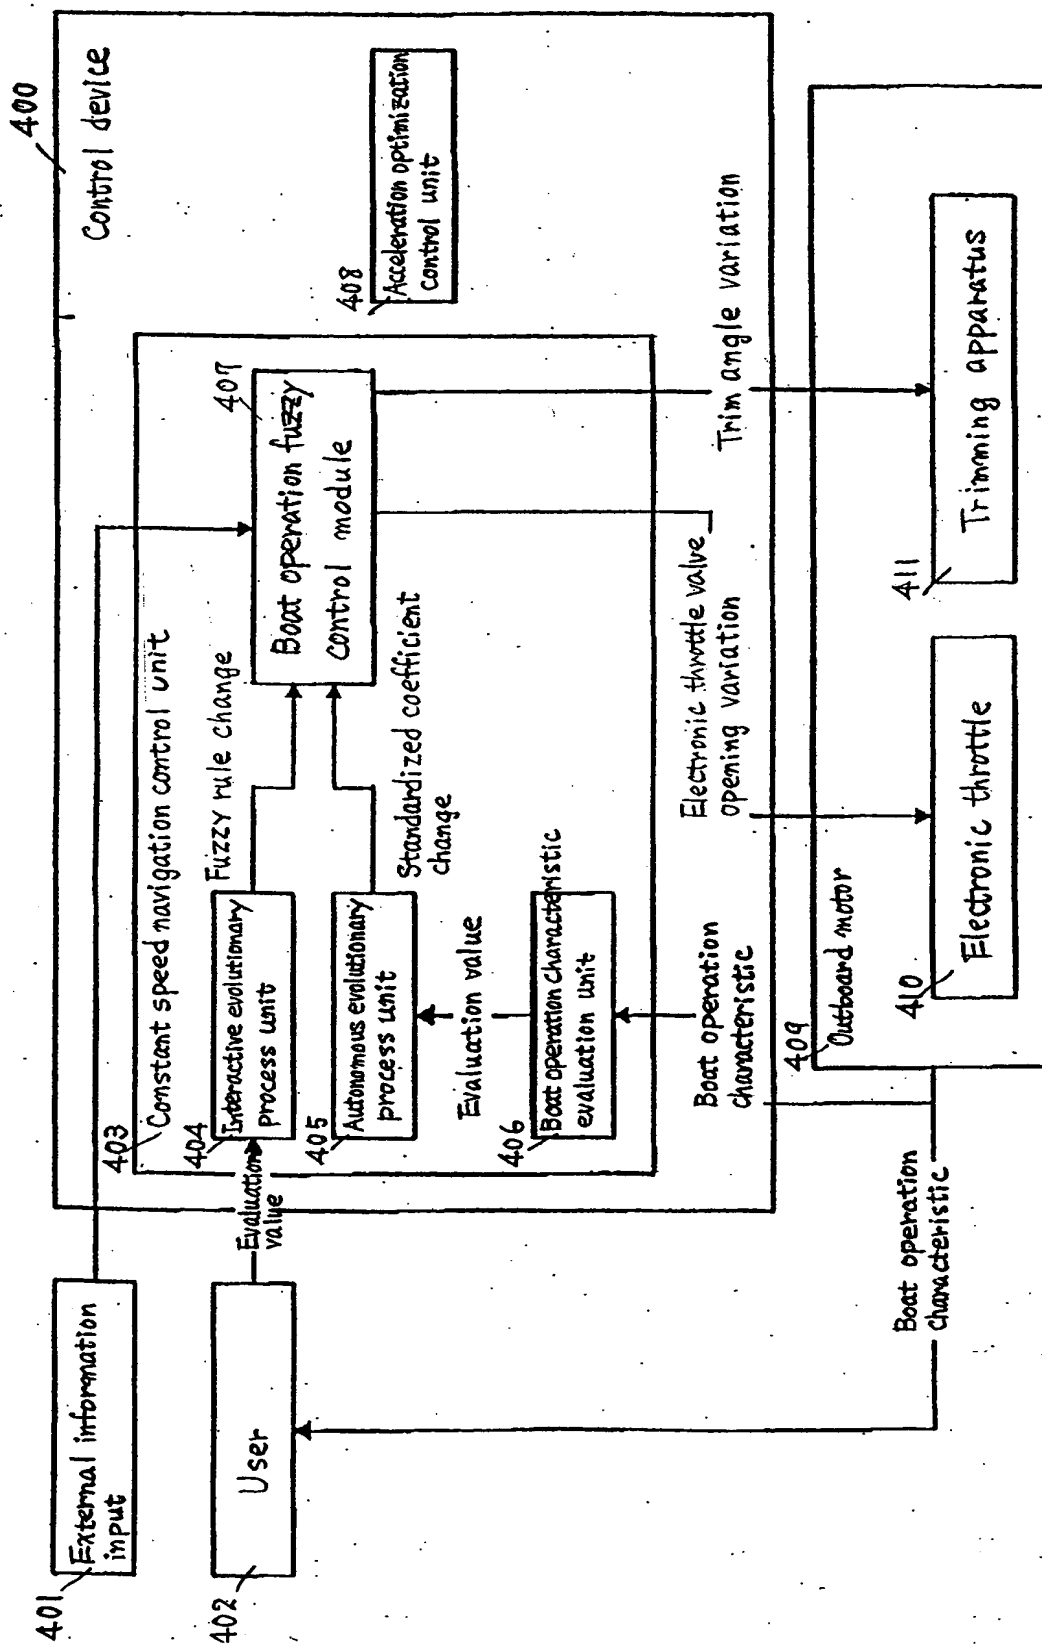 400
Control device
401
External information
input
402
User
Evaluation
value
403
Constant speed navigation control unit
404
Interactive evolutionary
process unit
Fuzzy rule change
405
Autonomous evolutionary
process unit
Standardized coefficient
change
Evaluation value
406
Boat operation characteristic
evaluation unit
407
Boat operation fuzzy
control module
408
Acceleration optimization
control unit
Boat operation
characteristic
Electronic throttle valve
opening variation
Trim angle variation
Boat operation
characteristic
409
Outboard motor
410
Electronic throttle
411
Trimming apparatus